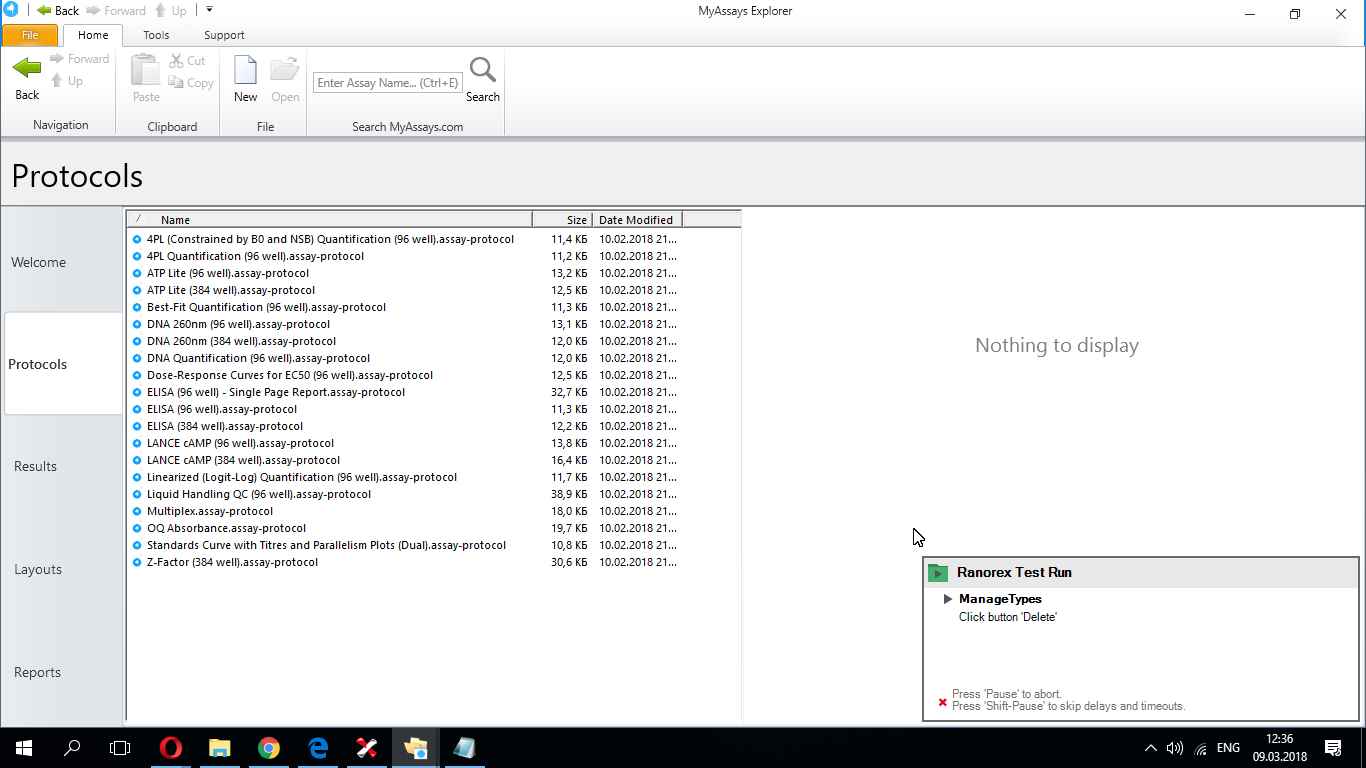 Back Forward Up MyAssays Explorer
File Home Tools Support
Back
Forward
Up
Navigation
Paste
Cut
Copy
Clipboard
New Open
File
Enter Assay Name... (Ctrl+E)
Search
Search MyAssays.com
Protocols
Welcome
Protocols
Results
Layouts
Reports
Name Size Date Modified
4PL (Constrained by B0 and NSB) Quantification (96 well).assay-protocol 11,4 КБ 10.02.2018 21...
4PL Quantification (96 well).assay-protocol 11,2 КБ 10.02.2018 21...
ATP Lite (96 well).assay-protocol 13,2 КБ 10.02.2018 21...
ATP Lite (384 well).assay-protocol 12,5 КБ 10.02.2018 21...
Best-Fit Quantification (96 well).assay-protocol 11,3 КБ 10.02.2018 21...
DNA 260nm (96 well).assay-protocol 13,1 КБ 10.02.2018 21...
DNA 260nm (384 well).assay-protocol 12,0 КБ 10.02.2018 21...
DNA Quantification (96 well).assay-protocol 12,0 КБ 10.02.2018 21...
Dose-Response Curves for EC50 (96 well).assay-protocol 12,5 КБ 10.02.2018 21...
ELISA (96 well) - Single Page Report.assay-protocol 32,7 КБ 10.02.2018 21...
ELISA (96 well).assay-protocol 11,3 КБ 10.02.2018 21...
ELISA (384 well).assay-protocol 12,2 КБ 10.02.2018 21...
LANCE cAMP (96 well).assay-protocol 13,8 КБ 10.02.2018 21...
LANCE cAMP (384 well).assay-protocol 16,4 КБ 10.02.2018 21...
Linearized (Logit-Log) Quantification (96 well).assay-protocol 11,7 КБ 10.02.2018 21...
Liquid Handling QC (96 well).assay-protocol 38,9 КБ 10.02.2018 21...
Multiplex.assay-protocol 18,0 КБ 10.02.2018 21...
OQ Absorbance.assay-protocol 19,7 КБ 10.02.2018 21...
Standards Curve with Titres and Parallelism Plots (Dual).assay-protocol 10,8 КБ 10.02.2018 21...
Z-Factor (384 well).assay-protocol 30,6 КБ 10.02.2018 21...
Nothing to display
Ranorex Test Run
ManageTypes
Click button 'Delete'
Press 'Pause' to abort.
Press 'Shift-Pause' to skip delays and timeouts.
ENG
12:36
09.03.2018